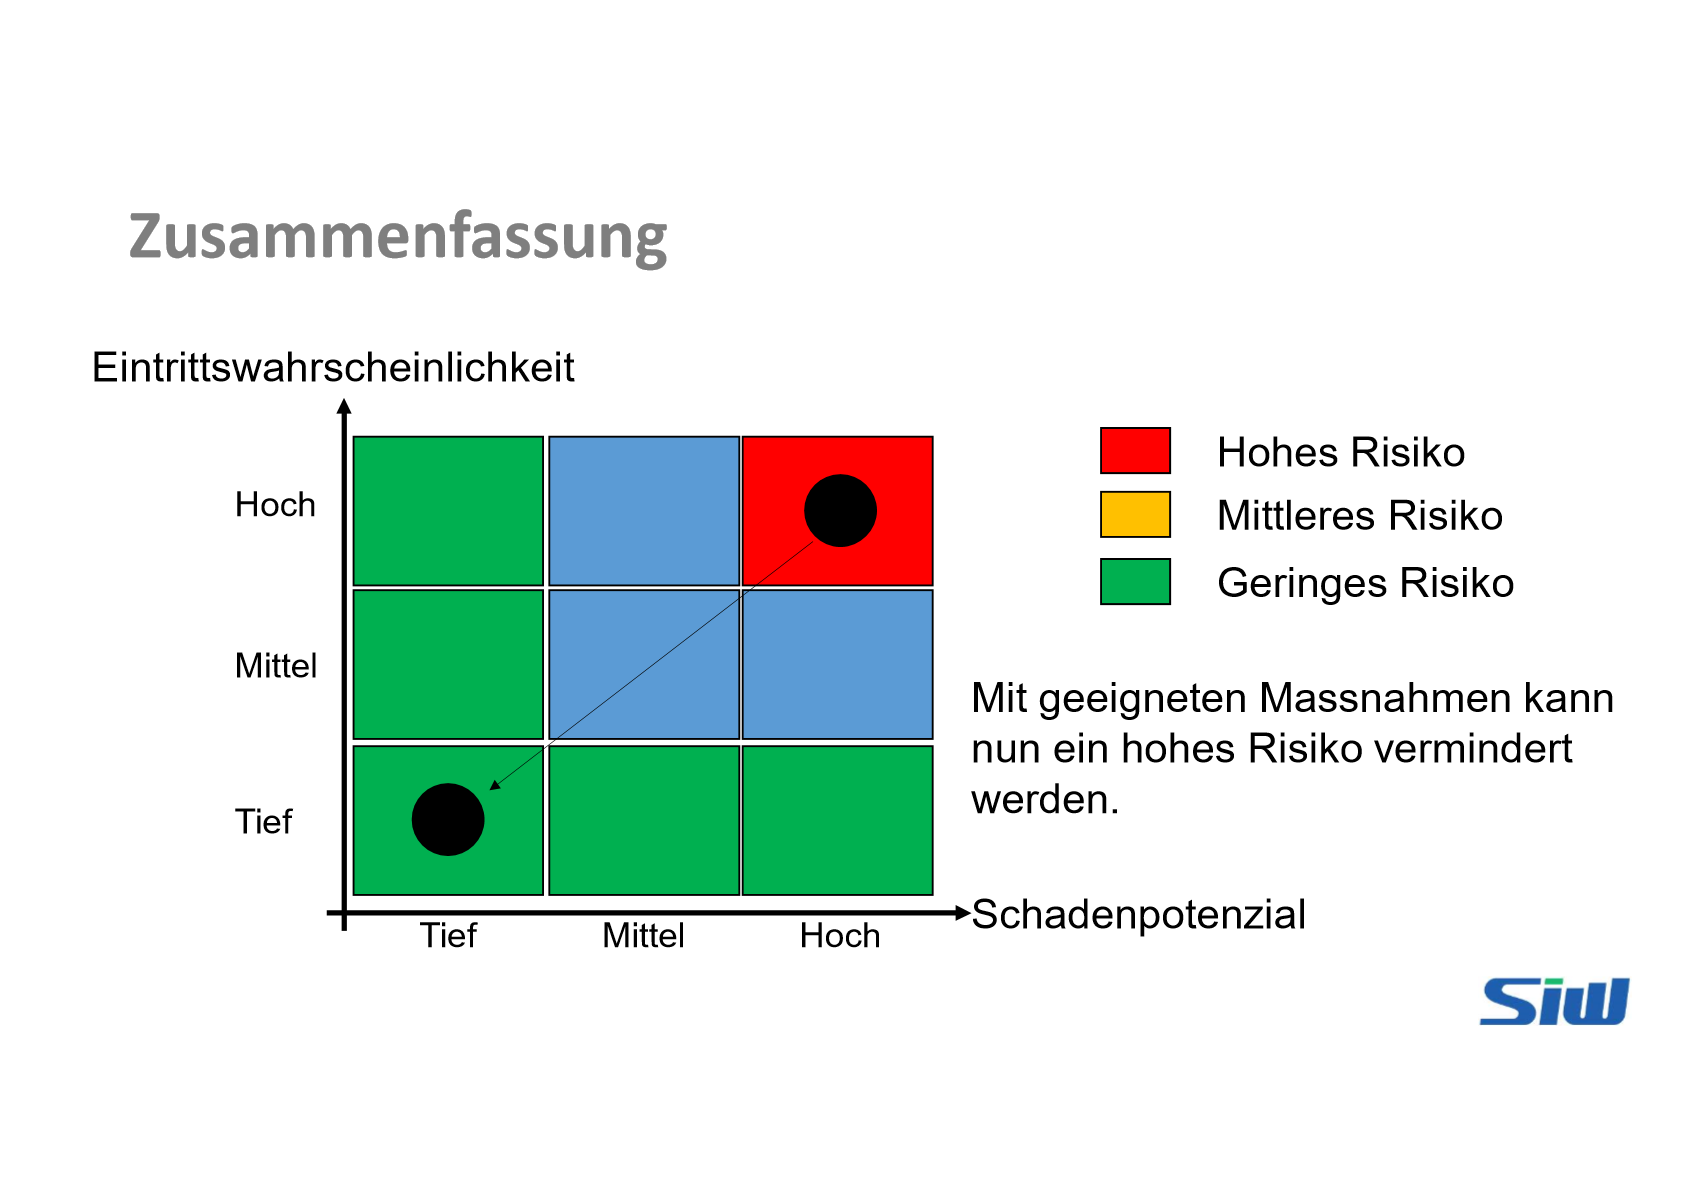 Zusammenfassung
Eintrittswahrscheinlichkeit
Hoch
Mittel
Tief
Tief Mittel Hoch
Schadenpotenzial
Hohes Risiko
Mittleres Risiko
Geringes Risiko
Mit geeigneten Massnahmen kann
nun ein hohes Risiko vermindert
werden.
Siw